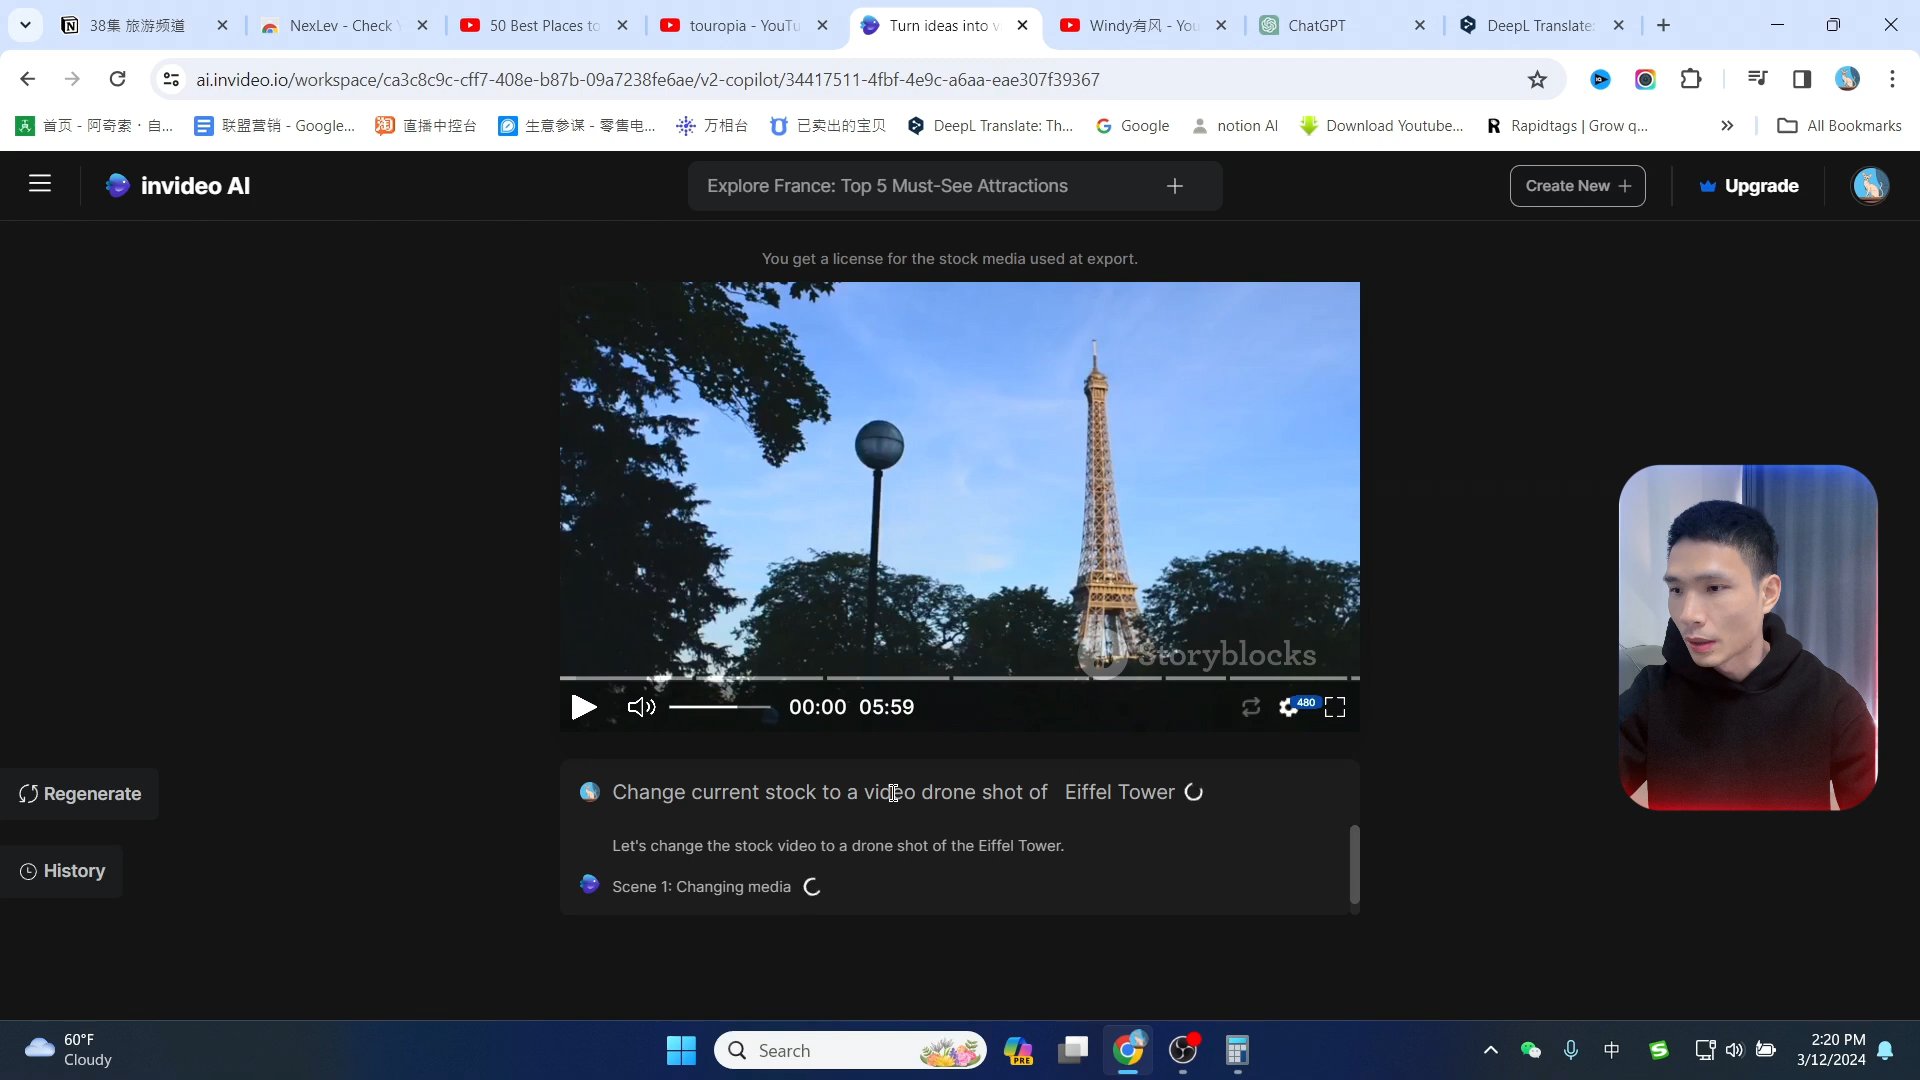 38集 旅游频道
NexLev - Check
50 Best Places to
touropia - YouTu
Turn ideas into v
Windy有风 - You
ChatGPT
DeepL Translate:
ai.invideo.io/workspace/ca3c8c9c-cff7-408e-b87b-09a7238fe6ae/v2-copilot/34417511-4fbf-4e9c-a6aa-eae307f39367
首页 - 阿奇索 · 自...
联盟营销 - Google...
直播中控台
生意参谋 - 零售电...
万相台
已卖出的宝贝
DeepL Translate: Th...
Google
notion AI
Download Youtube...
Rapidtags | Grow q...
All Bookmarks
invideo AI
Explore France: Top 5 Must-See Attractions
Create New
Upgrade
You get a license for the stock media used at export.
Storyblocks
00:00 05:59
480
Regenerate
Change current stock to a video drone shot of Eiffel Tower
Let's change the stock video to a drone shot of the Eiffel Tower.
History
Scene 1: Changing media
60°F
Cloudy
Search
PRE
中
2:20 PM
3/12/2024